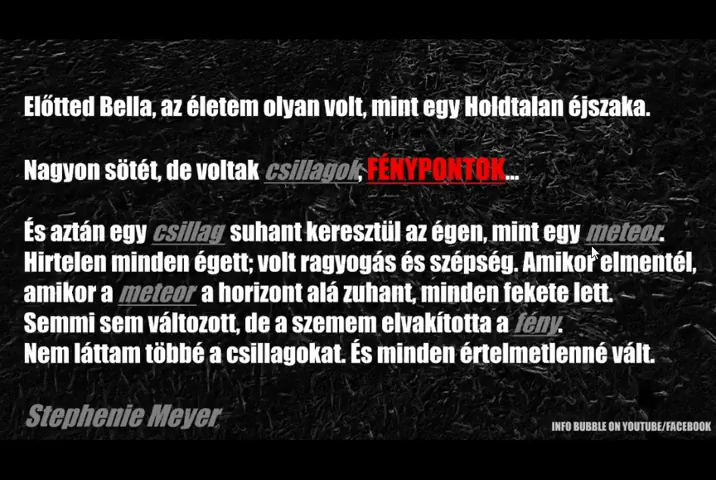 Előtted Bella, az életem olyan volt, mint egy Holdtalan éjszaka.
Nagyon sötét, de voltak csillagok, FÉNYPONTOK...
És aztán egy csillag suhant keresztül az égen, mint egy meteor.
Hirtelen minden égett; volt ragyogás és szépség. Amikor elmentél,
amikor a meteor a horizont alá zuhant, minden fekete lett.
Semmi sem változott, de a szemem elvakította a fény.
Nem láttam többé a csillagokat. És minden értelmetlenné vált.
Stephenie Meyer
INFO BUBBLE ON YOUTUBE/FACEBOOK